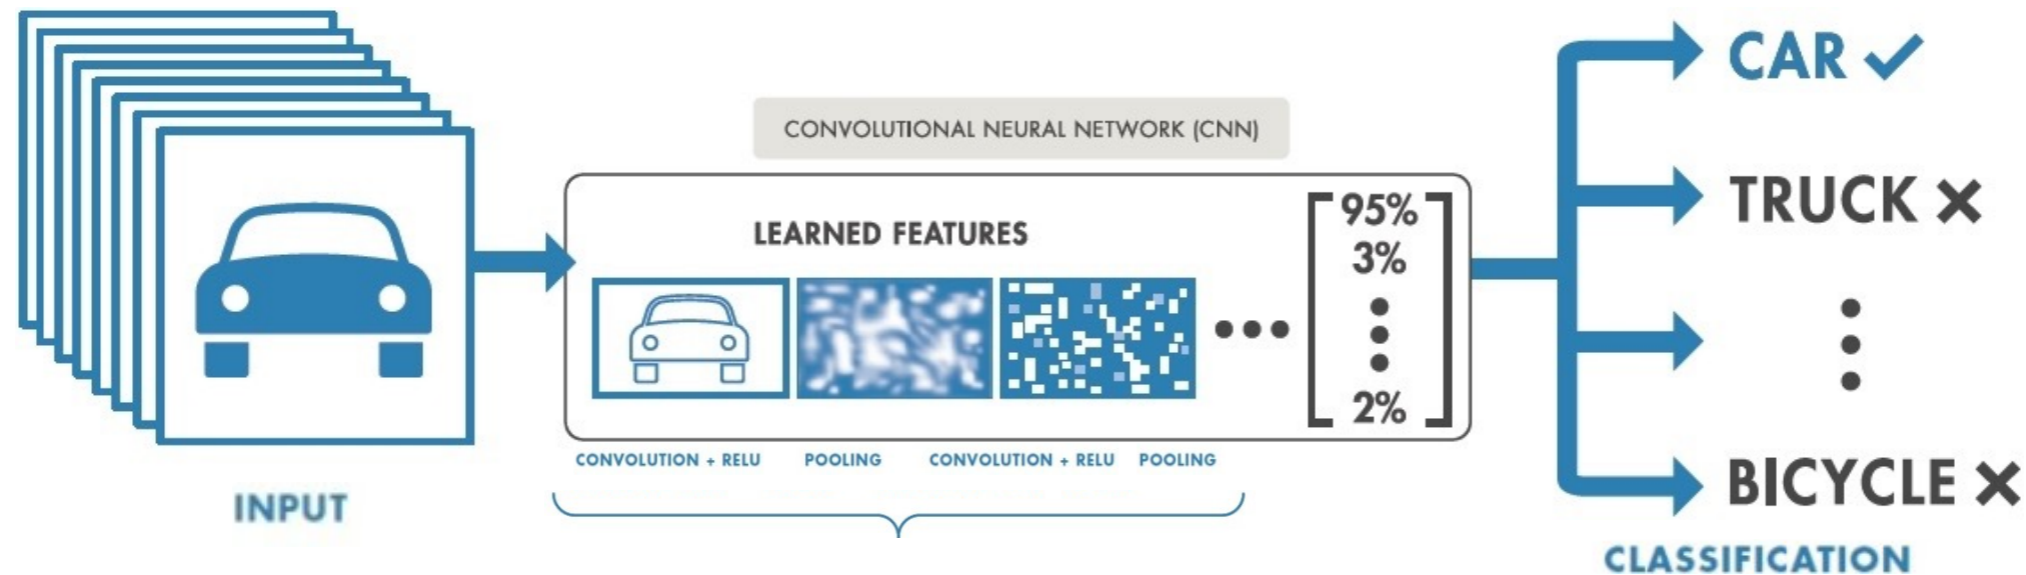 INPUT
CONVOLUTIONAL NEURAL NETWORK (CNN)
LEARNED FEATURES
95%
3%
2%
CONVOLUTION + RELU POOLING CONVOLUTION + RELU POOLING
CAR
TRUCK
BICYCLE
CLASSIFICATION